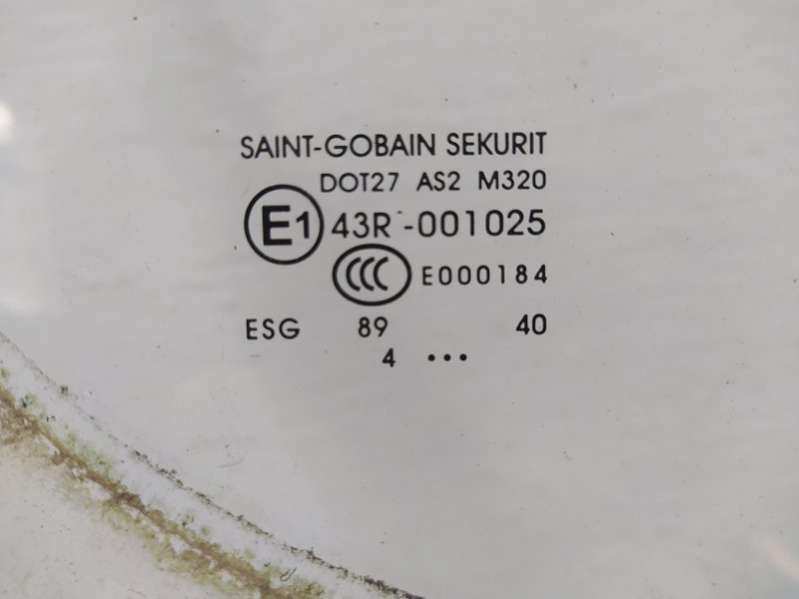 SAINT-GOBAIN SEKURIT
DOT27 AS2 M320
E1 43R -001025
CCC E000184
ESG 89 40
4 ...